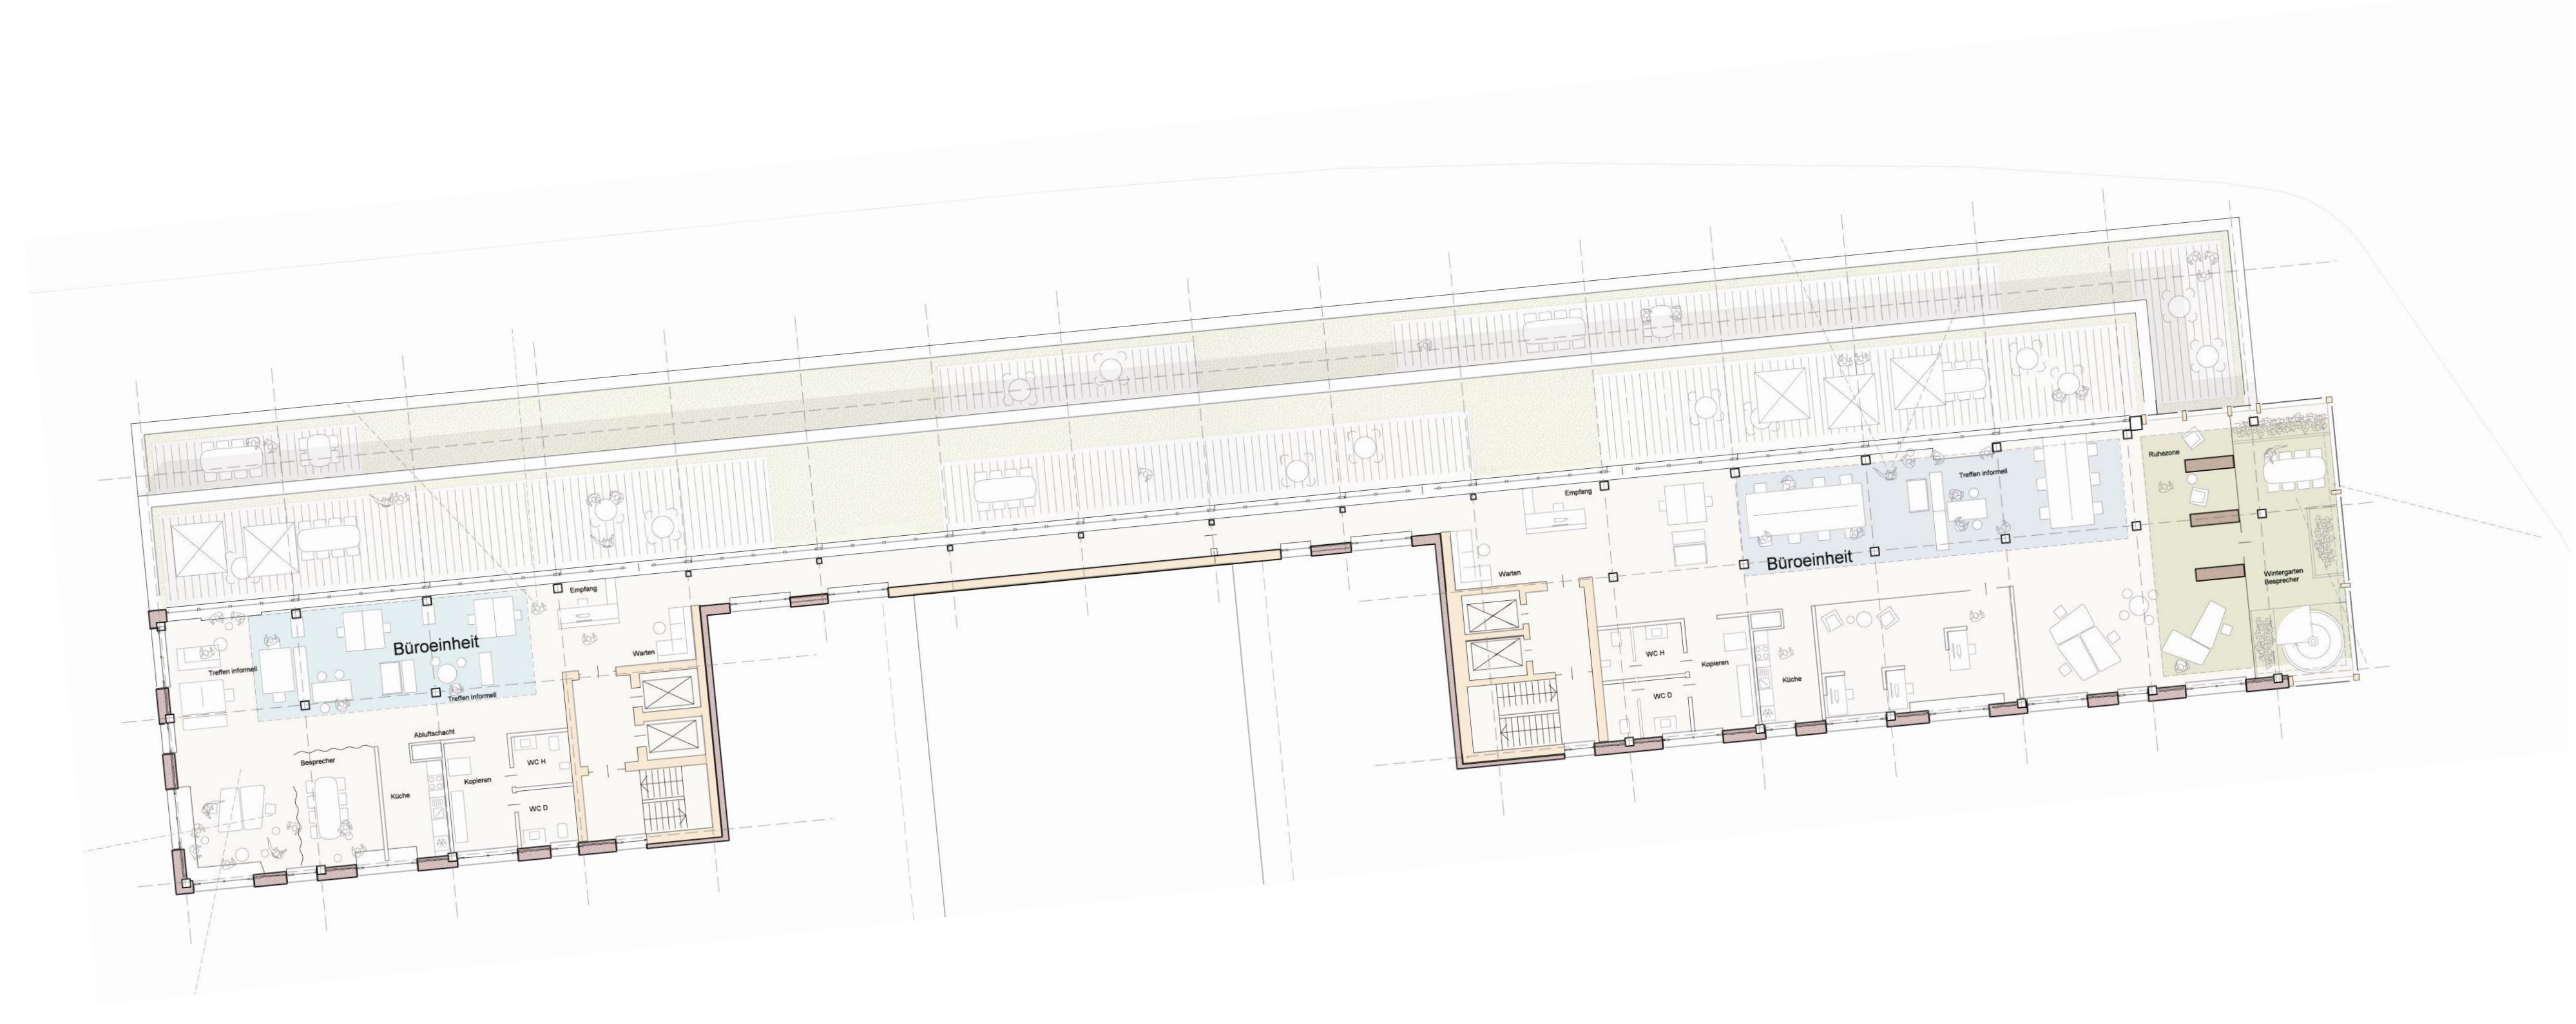 Büroeinheit
Empfang
Warten
Treffen informell
Treffen informell
Abluftschacht
Besprecher
Küche
Kopieren
WC H
WC D
Empfang
Warten
Büroeinheit
Treffen informell
WC H
WC D
Kopieren
Küche
Ruhezone
Wintergarten
Besprecher